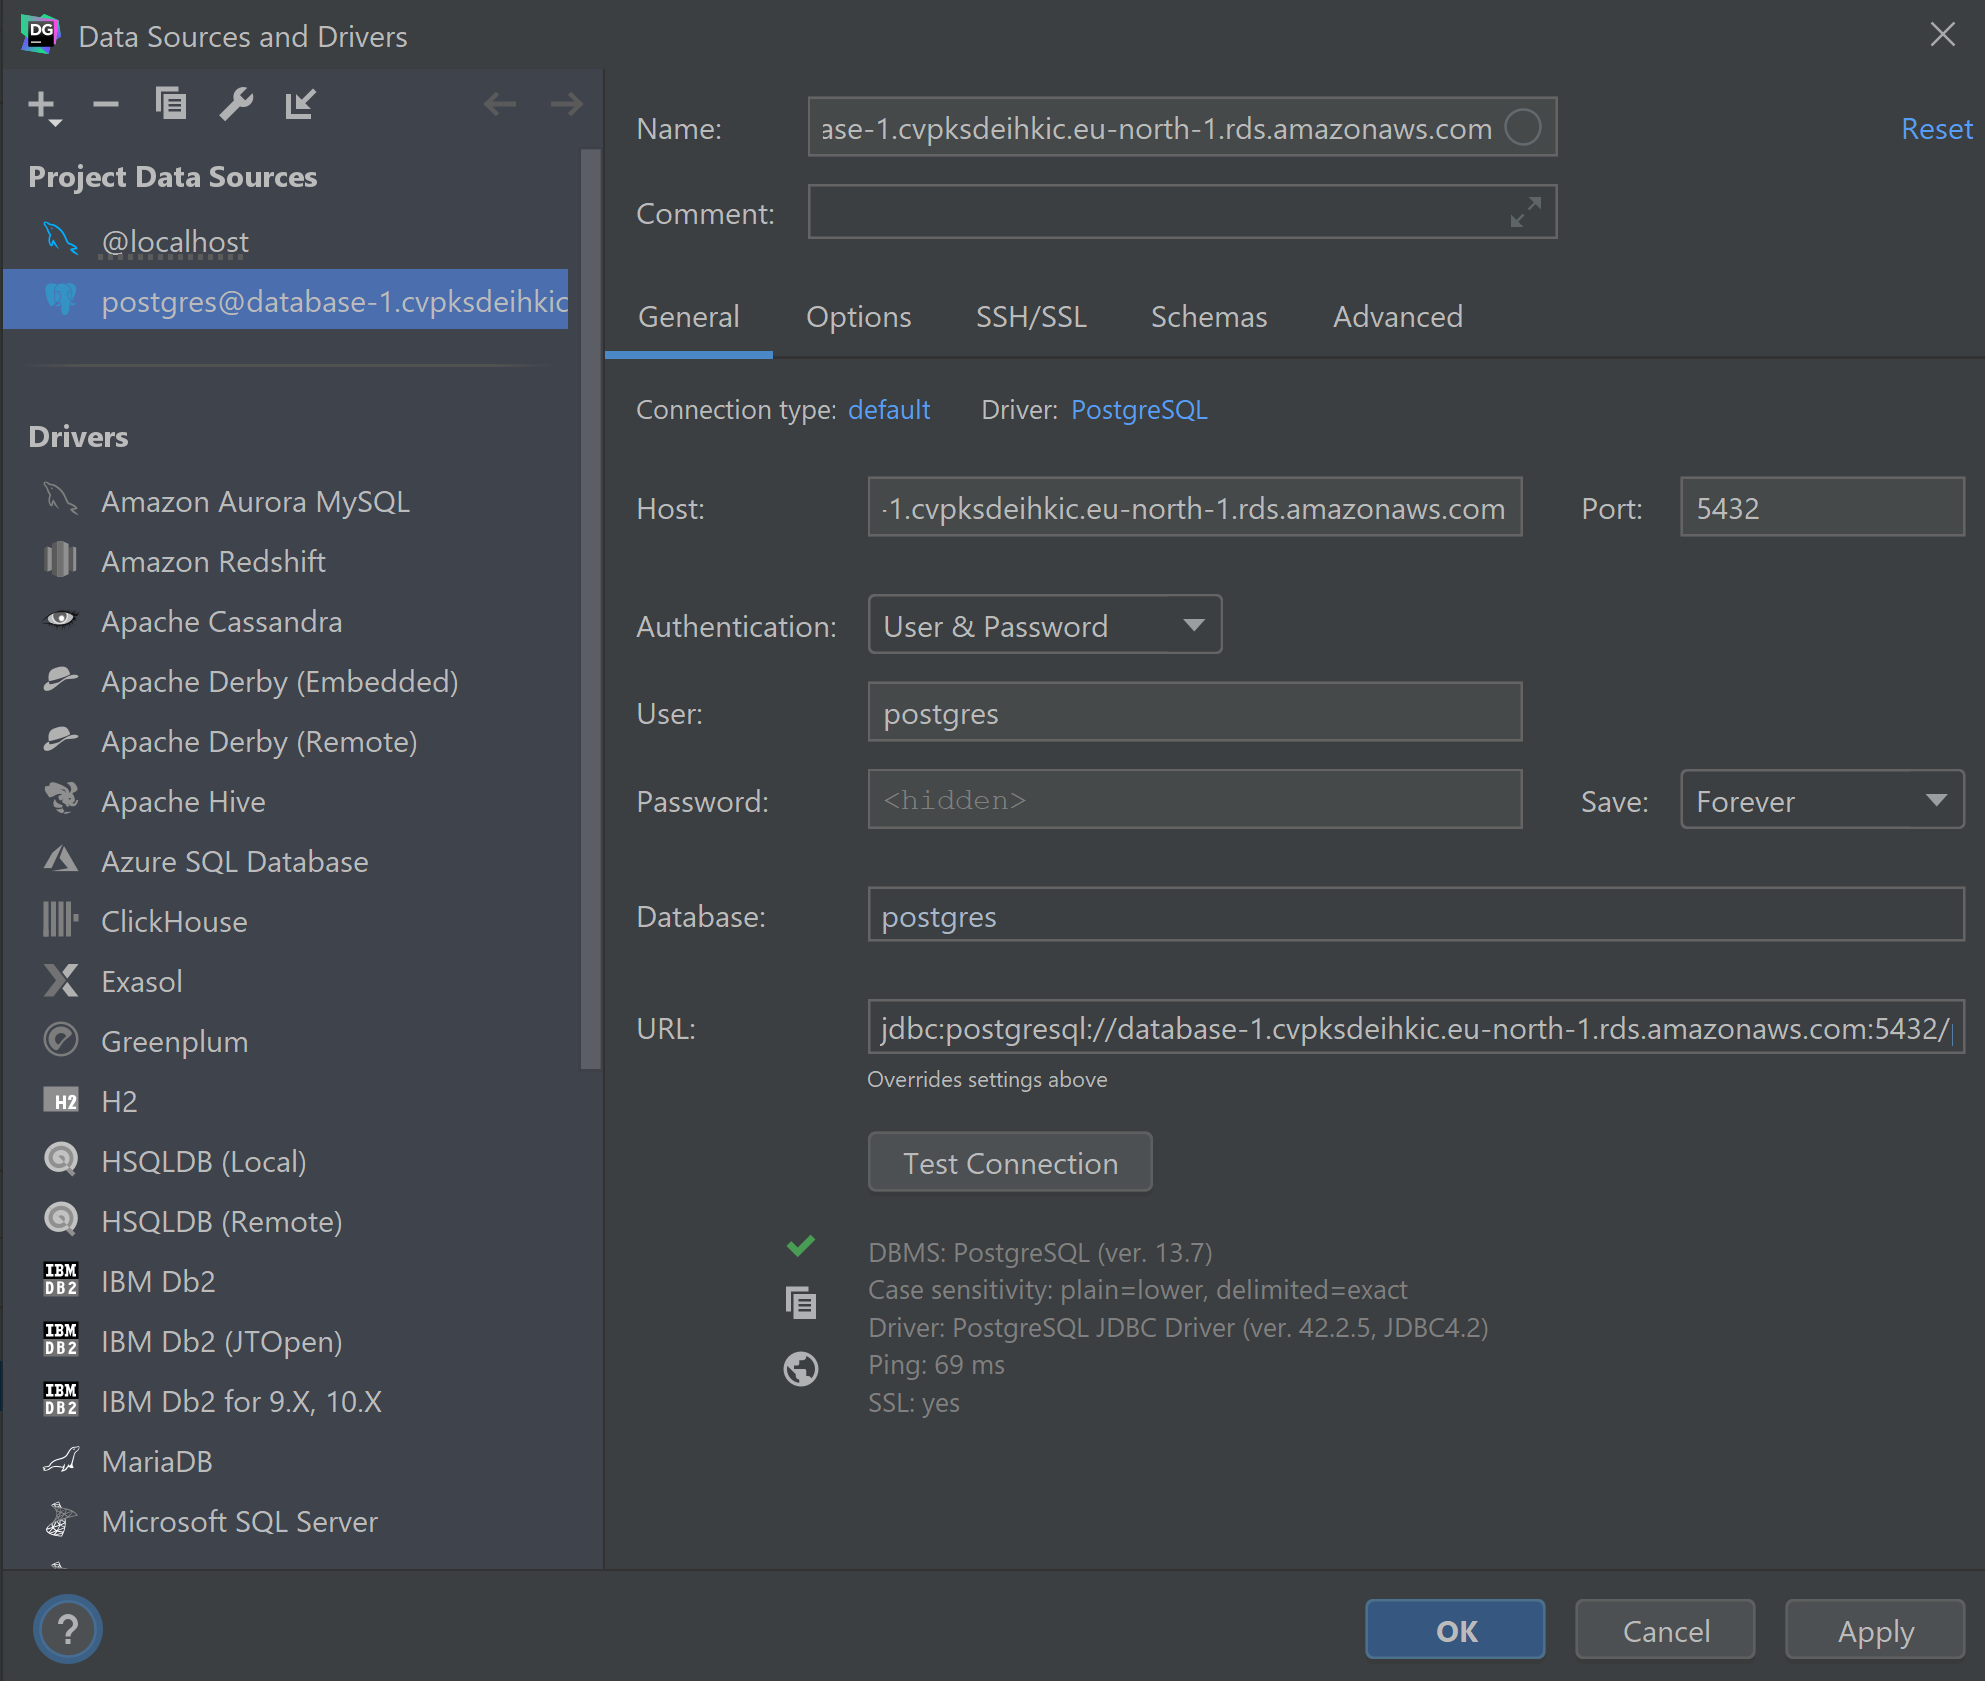 DG Data Sources and Drivers
Project Data Sources
@localhost
postgres@database-1.cvpksdeihkic
Drivers
Amazon Aurora MySQL
Amazon Redshift
Apache Cassandra
Apache Derby (Embedded)
Apache Derby (Remote)
Apache Hive
Azure SQL Database
ClickHouse
Exasol
Greenplum
H2 H2
HSQLDB (Local)
HSQLDB (Remote)
IBM DB2 IBM Db2
IBM DB2 IBM Db2 (JTOpen)
IBM DB2 IBM Db2 for 9.X, 10.X
MariaDB
Microsoft SQL Server
Name: ase-1.cvpksdeihkic.eu-north-1.rds.amazonaws.com Reset
Comment:
General Options SSH/SSL Schemas Advanced
Connection type: default Driver: PostgreSQL
Host: -1.cvpksdeihkic.eu-north-1.rds.amazonaws.com Port: 5432
Authentication: User & Password
User: postgres
Password: <hidden> Save: Forever
Database: postgres
URL: jdbc:postgresql://database-1.cvpksdeihkic.eu-north-1.rds.amazonaws.com:5432/
Overrides settings above
Test Connection
DBMS: PostgreSQL (ver. 13.7)
Case sensitivity: plain=lower, delimited=exact
Driver: PostgreSQL JDBC Driver (ver. 42.2.5, JDBC4.2)
Ping: 69 ms
SSL: yes
? OK Cancel Apply